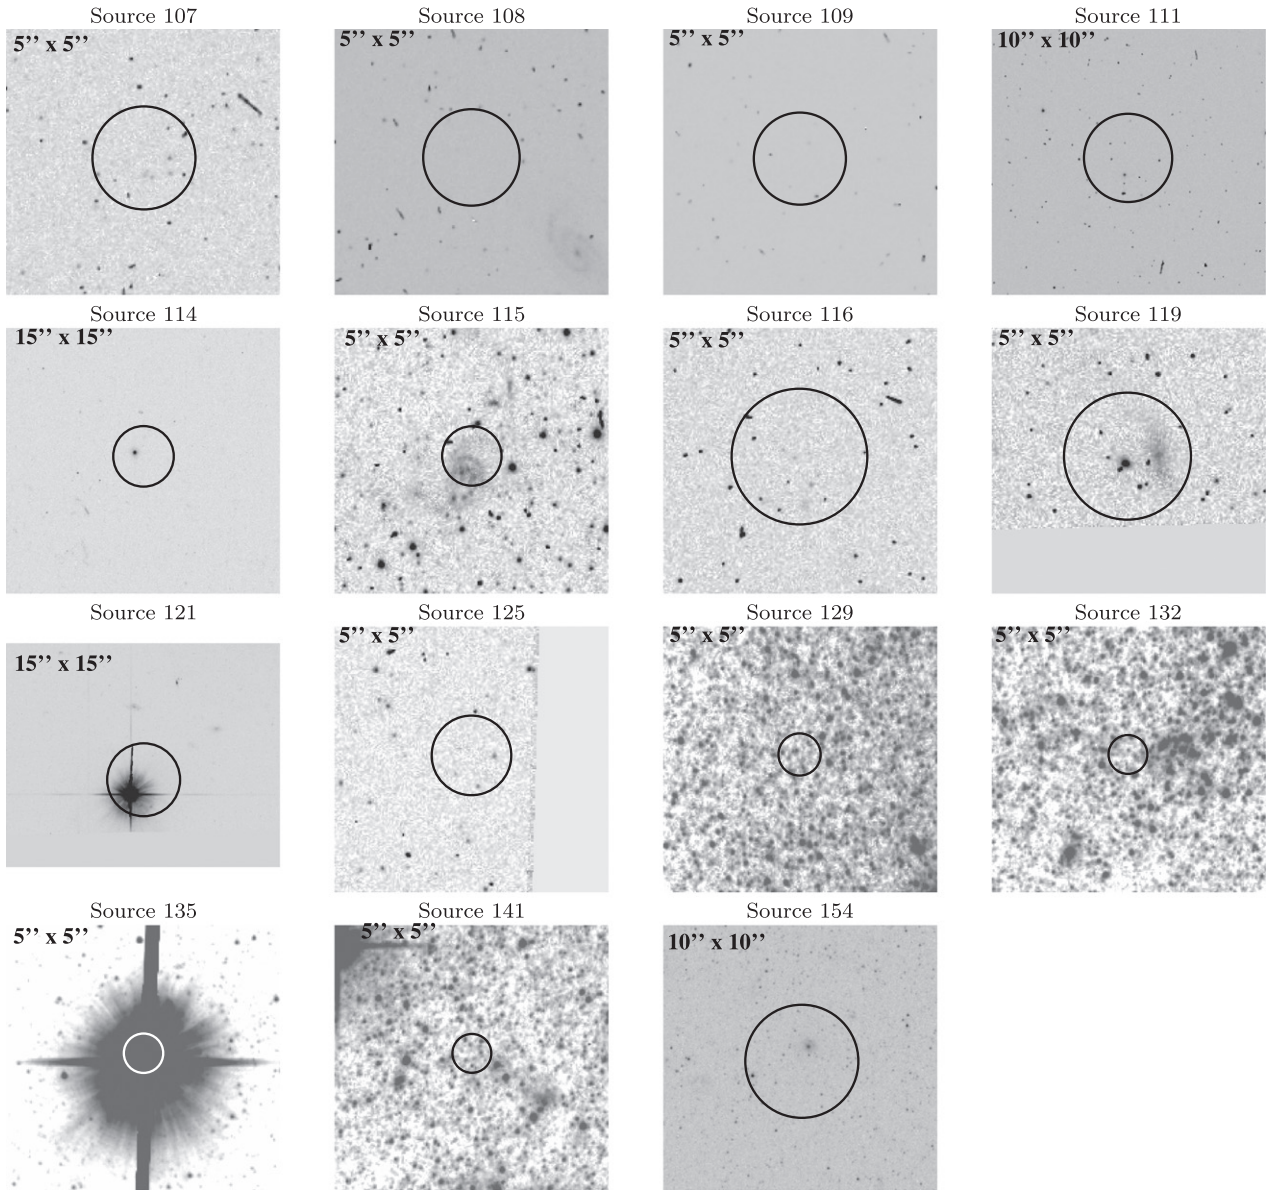 Source 107
Source 108
Source 109
Source 111
5’’ x 5’’
5’’ x 5’’
5’’ x 5’’
10’’ x 10’’
Source 114
Source 115
Source 116
Source 119
15’’ x 15’’
5’’ x 5’’
5’’ x 5’’
5’’ x 5’’
Source 121
Source 125
Source 129
Source 132
15’’ x 15’’
5’’ x 5’’
5’’ x 5’’
5’’ x 5’’
Source 135
Source 141
Source 154
5’’ x 5’’
5’’ x 5’’
10’’ x 10’’